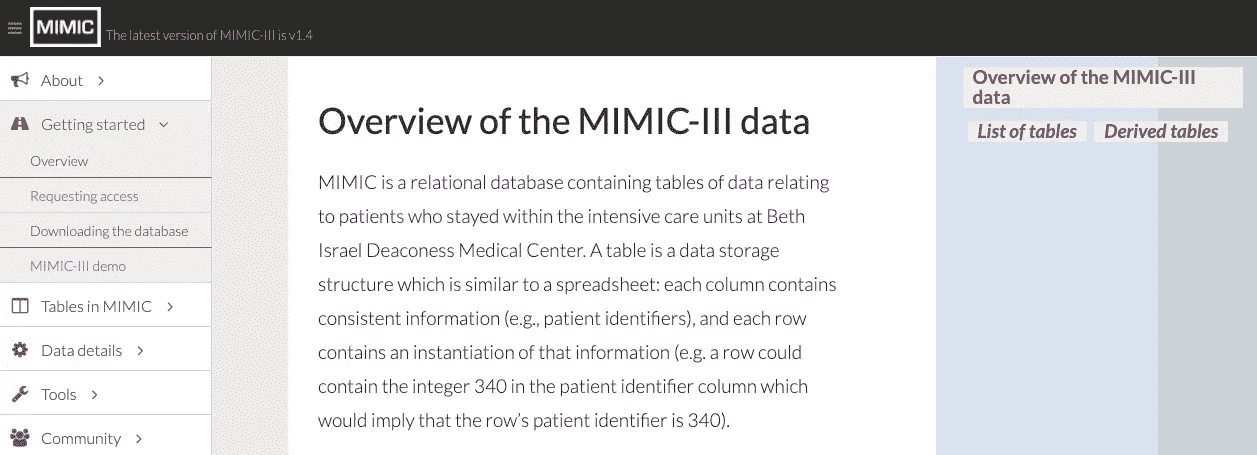 MIMIC The latest version of MIMIC-III is v1.4
About
Getting started
Overview
Requesting access
Downloading the database
MIMIC-III demo
Tables in MIMIC
Data details
Tools
Community
Overview of the MIMIC-III data
MIMIC is a relational database containing tables of data relating
to patients who stayed within the intensive care units at Beth
Israel Deaconess Medical Center. A table is a data storage
structure which is similar to a spreadsheet: each column contains
consistent information (e.g., patient identifiers), and each row
contains an instantiation of that information (e.g. a row could
contain the integer 340 in the patient identifier column which
would imply that the row’s patient identifier is 340).
Overview of the MIMIC-III
data
List of tables Derived tables